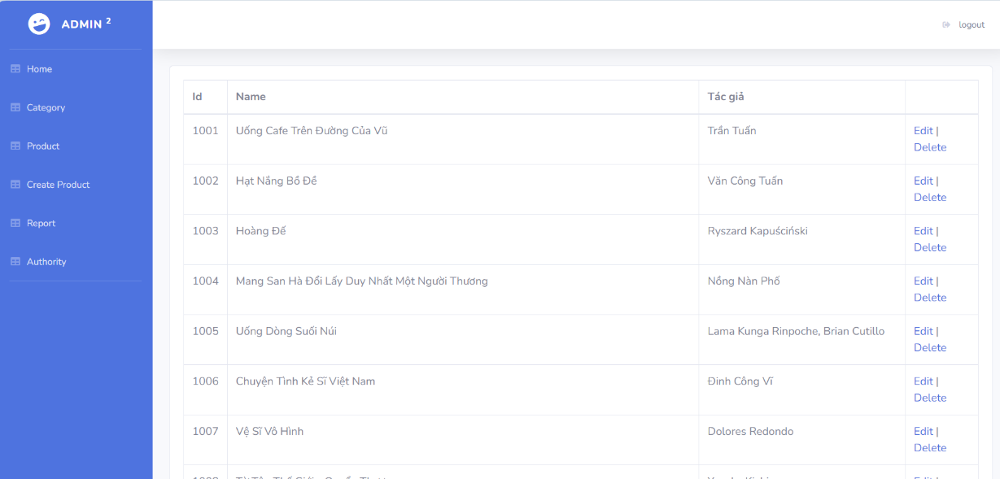 ADMIN 2
logout
Home
Category
Product
Create Product
Report
Authority
Id Name Tác giả
1001 Uống Cafe Trên Đường Của Vũ Trần Tuấn Edit |
Delete
1002 Hạt Nắng Bồ Đề Văn Công Tuấn Edit |
Delete
1003 Hoàng Đế Ryszard Kapuściński Edit |
Delete
1004 Mang San Hà Đổi Lấy Duy Nhất Một Người Thương Nồng Nàn Phố Edit |
Delete
1005 Uống Dòng Suối Núi Lama Kunga Rinpoche, Brian Cutillo Edit |
Delete
1006 Chuyện Tình Kẻ Sĩ Việt Nam Đinh Công Vĩ Edit |
Delete
1007 Vệ Sĩ Vô Hình Dolores Redondo Edit |
Delete